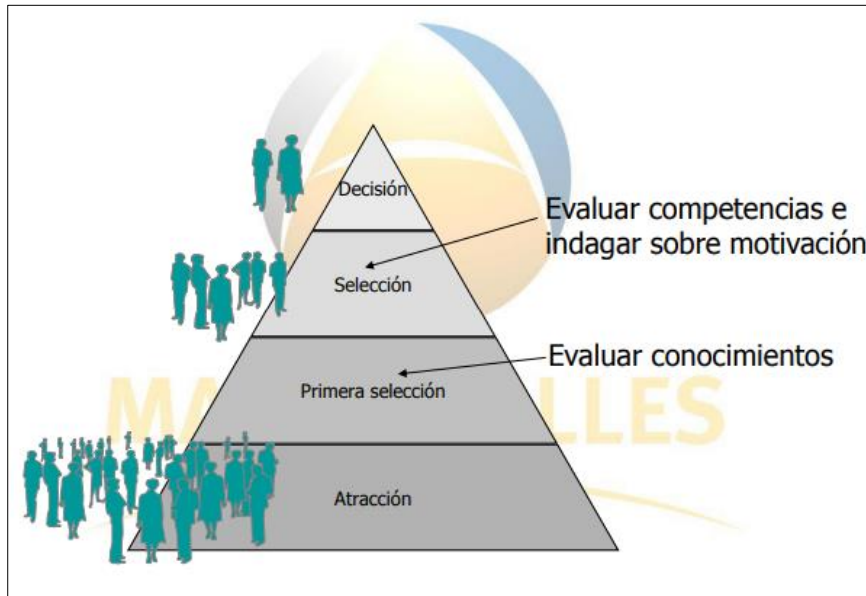 Decisión
Evaluar competencias e
indagar sobre motivación
Selección
Evaluar conocimientos
Primera selección
Atracción